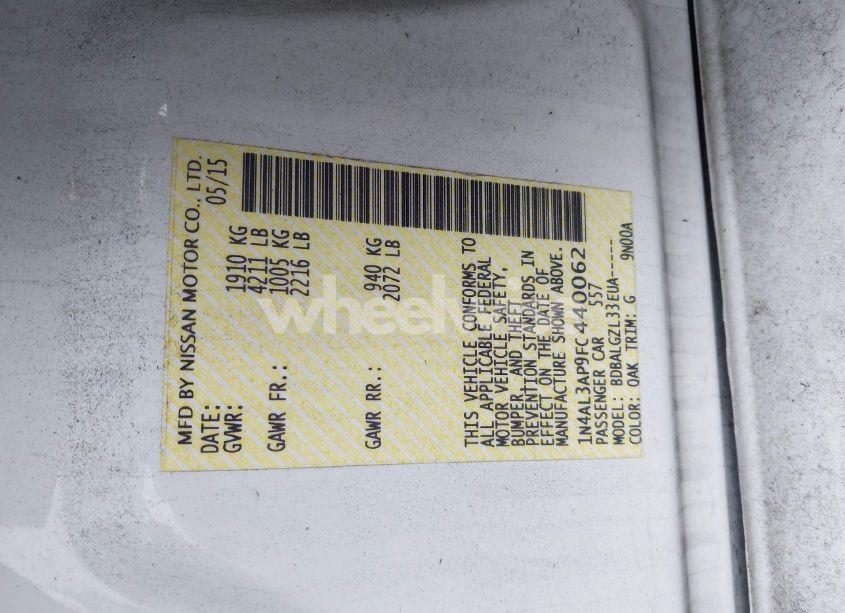 MFD BY NISSAN MOTOR CO., LTD.
DATE: 05/15
GVWR: 1910 KG
4211 LB
GAWR FR.: 1005 KG
2216 LB
GAWR RR.: 940 KG
2072 LB
THIS VEHICLE CONFORMS TO
ALL APPLICABLE FEDERAL
MOTOR VEHICLE SAFETY,
BUMPER, AND THEFT
PREVENTION STANDARDS IN
EFFECT ON THE DATE OF
MANUFACTURE SHOWN ABOVE.
1N4AL3AP9FC440062
PASSENGER CAR 557
MODEL: BDBALGZL33EUA-----
COLOR: QAK TRIM: G 9N00A